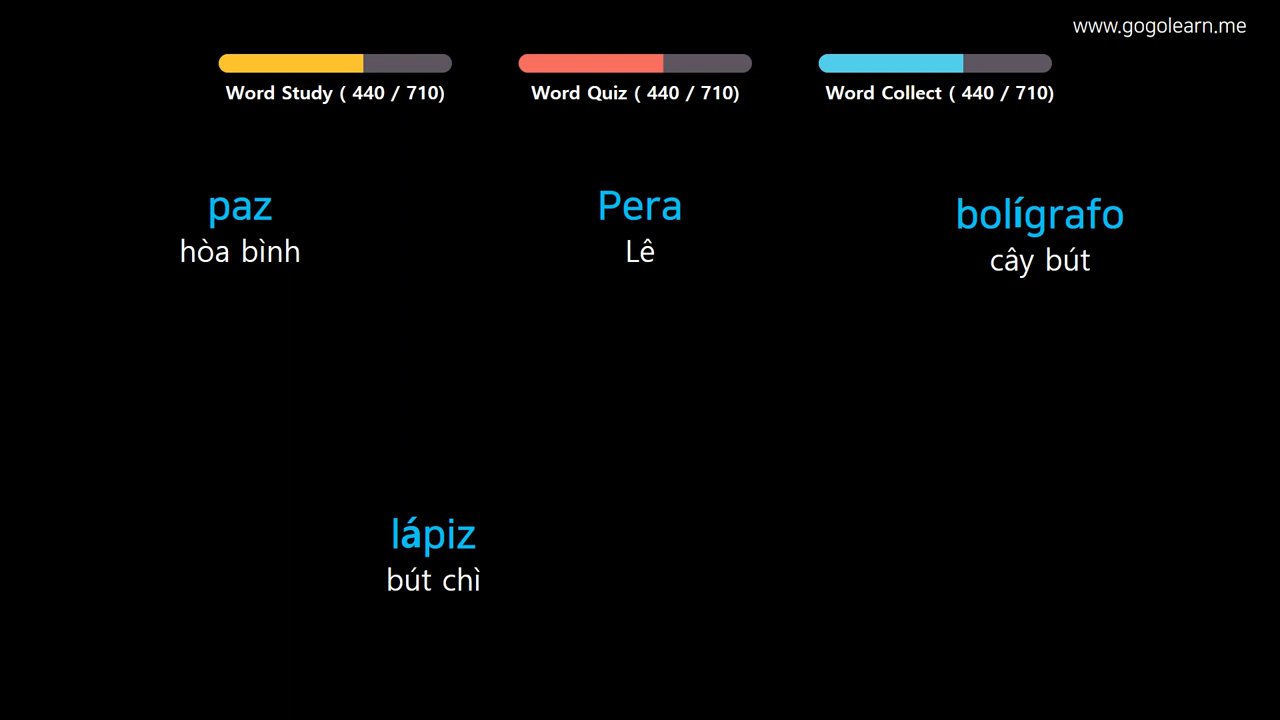 www.gogolearn.me
Word Study ( 440 / 710)
Word Quiz ( 440 / 710)
Word Collect ( 440 / 710)
paz
hòa bình
Pera
Lê
bolígrafo
cây bút
lápiz
bút chì